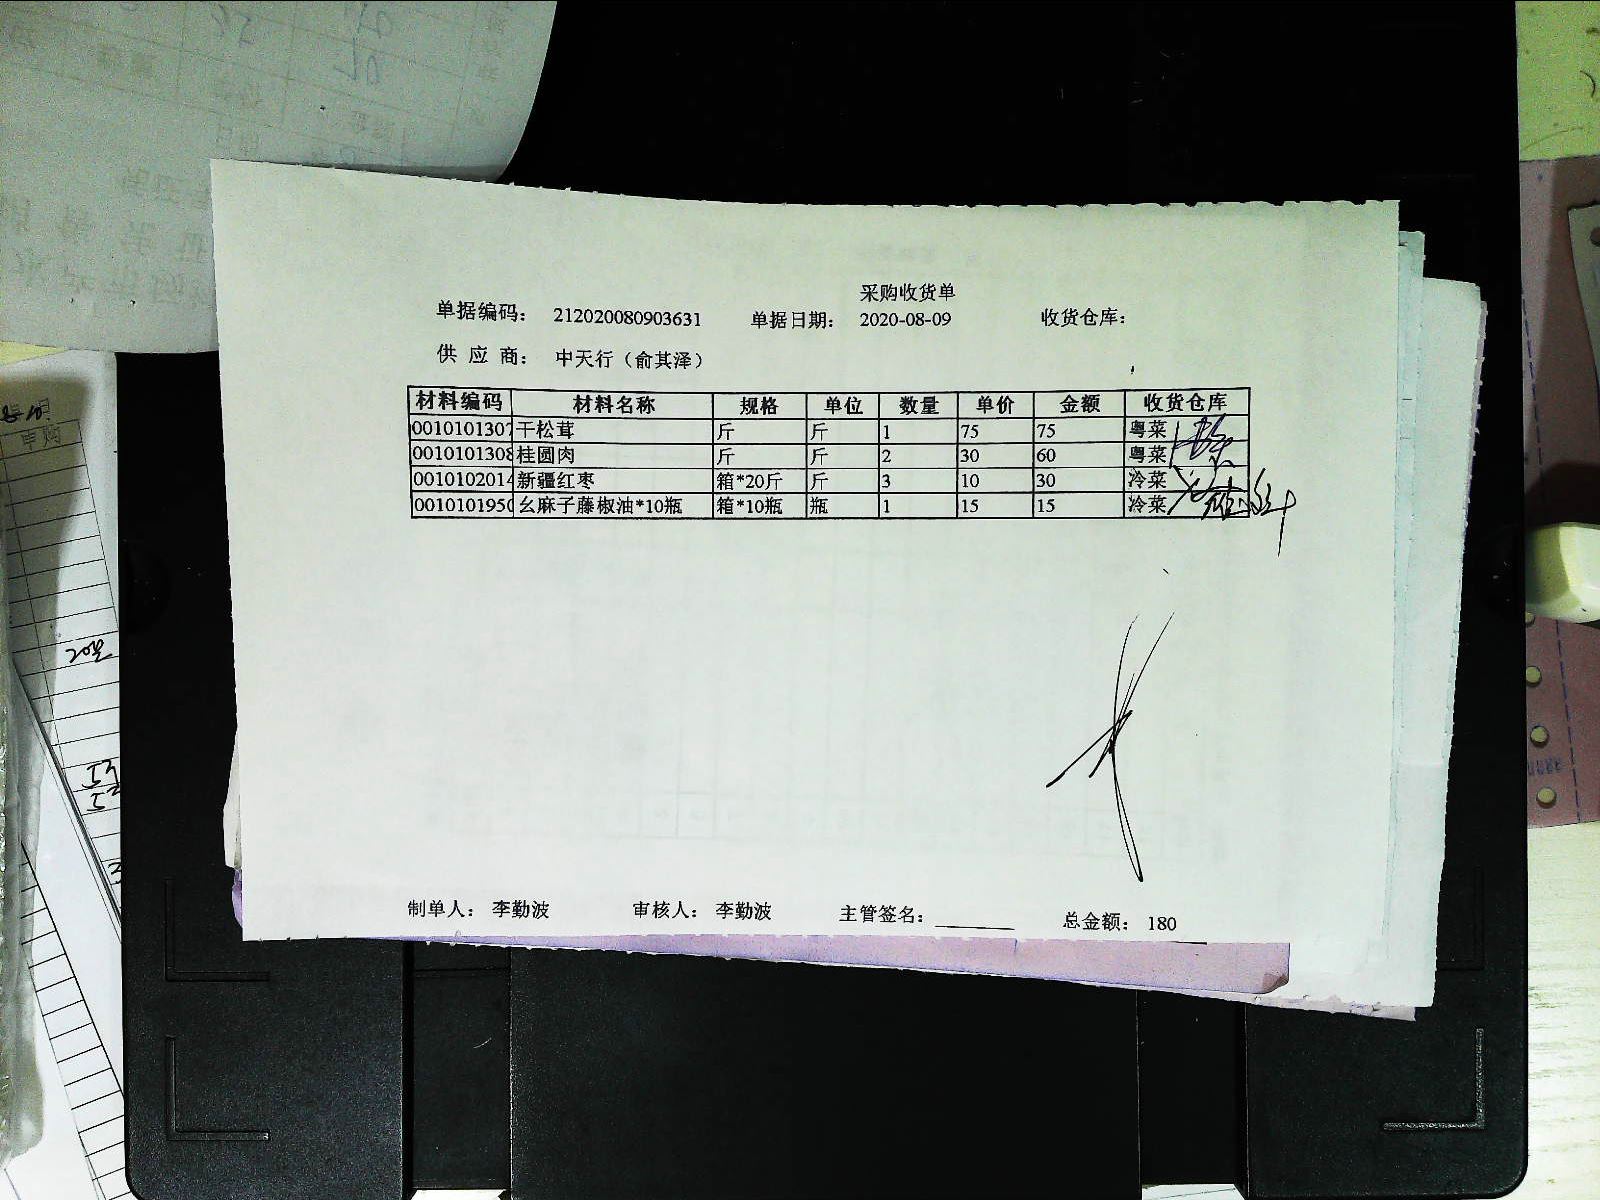 采购收货单
单据编码： 212020080903631 单据日期： 2020-08-09 收货仓库：
供 应 商： 中天行（俞其泽）
材料编码 材料名称 规格 单位 数量 单价 金额 收货仓库
0010101307 干松茸 斤 斤 1 75 75 粤菜
0010101308 桂圆肉 斤 斤 2 30 60 粤菜
0010102014 新疆红枣 箱*20斤 斤 3 10 30 冷菜
0010101950 幺麻子藤椒油*10瓶 箱*10瓶 瓶 1 15 15 冷菜
制单人： 李勤波 审核人： 李勤波 主管签名： 总金额： 180
申购